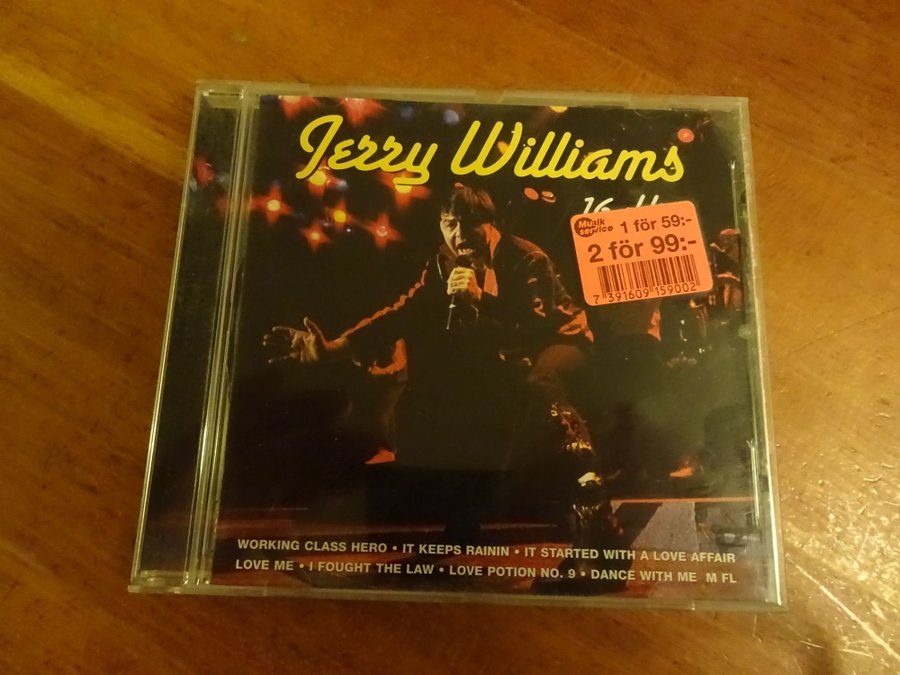 Jerry Williams
Musik service 1 för 59:-
2 för 99:-
7 391609 159002
WORKING CLASS HERO • IT KEEPS RAININ • IT STARTED WITH A LOVE AFFAIR
LOVE ME • I FOUGHT THE LAW • LOVE POTION NO. 9 • DANCE WITH ME M FL